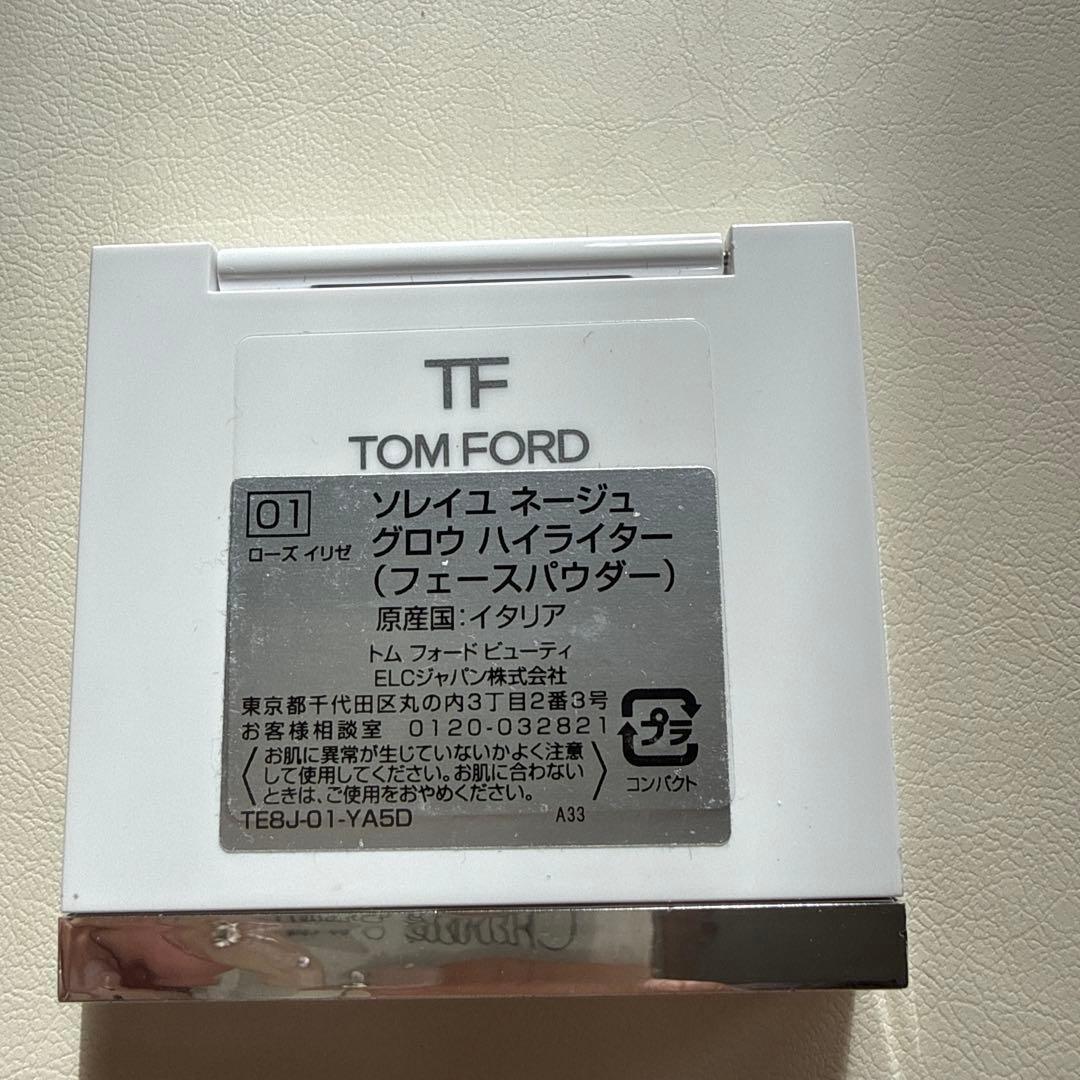 TF
TOM FORD
01
ローズ イリゼ
ソレイユ ネージュ
グロウ ハイライター
(フェースパウダー)
原産国:イタリア
トム フォード ビューティ
ELCジャパン株式会社
東京都千代田区丸の内3丁目2番3号
お客様相談室 0120-032821
〈お肌に異常が生じていないかよく注意
して使用してください。お肌に合わない
ときは、ご使用をおやめください。〉
プラ
コンパクト
TE8J-01-YA5D
A33